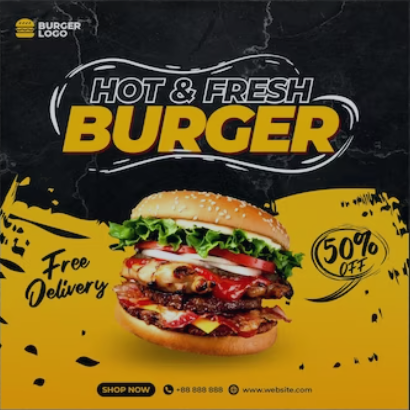 BURGER
LOGO
HOT & FRESH
BURGER
Free
Delivery
50%
OFF
SHOP NOW +88 888 888 www.website.com